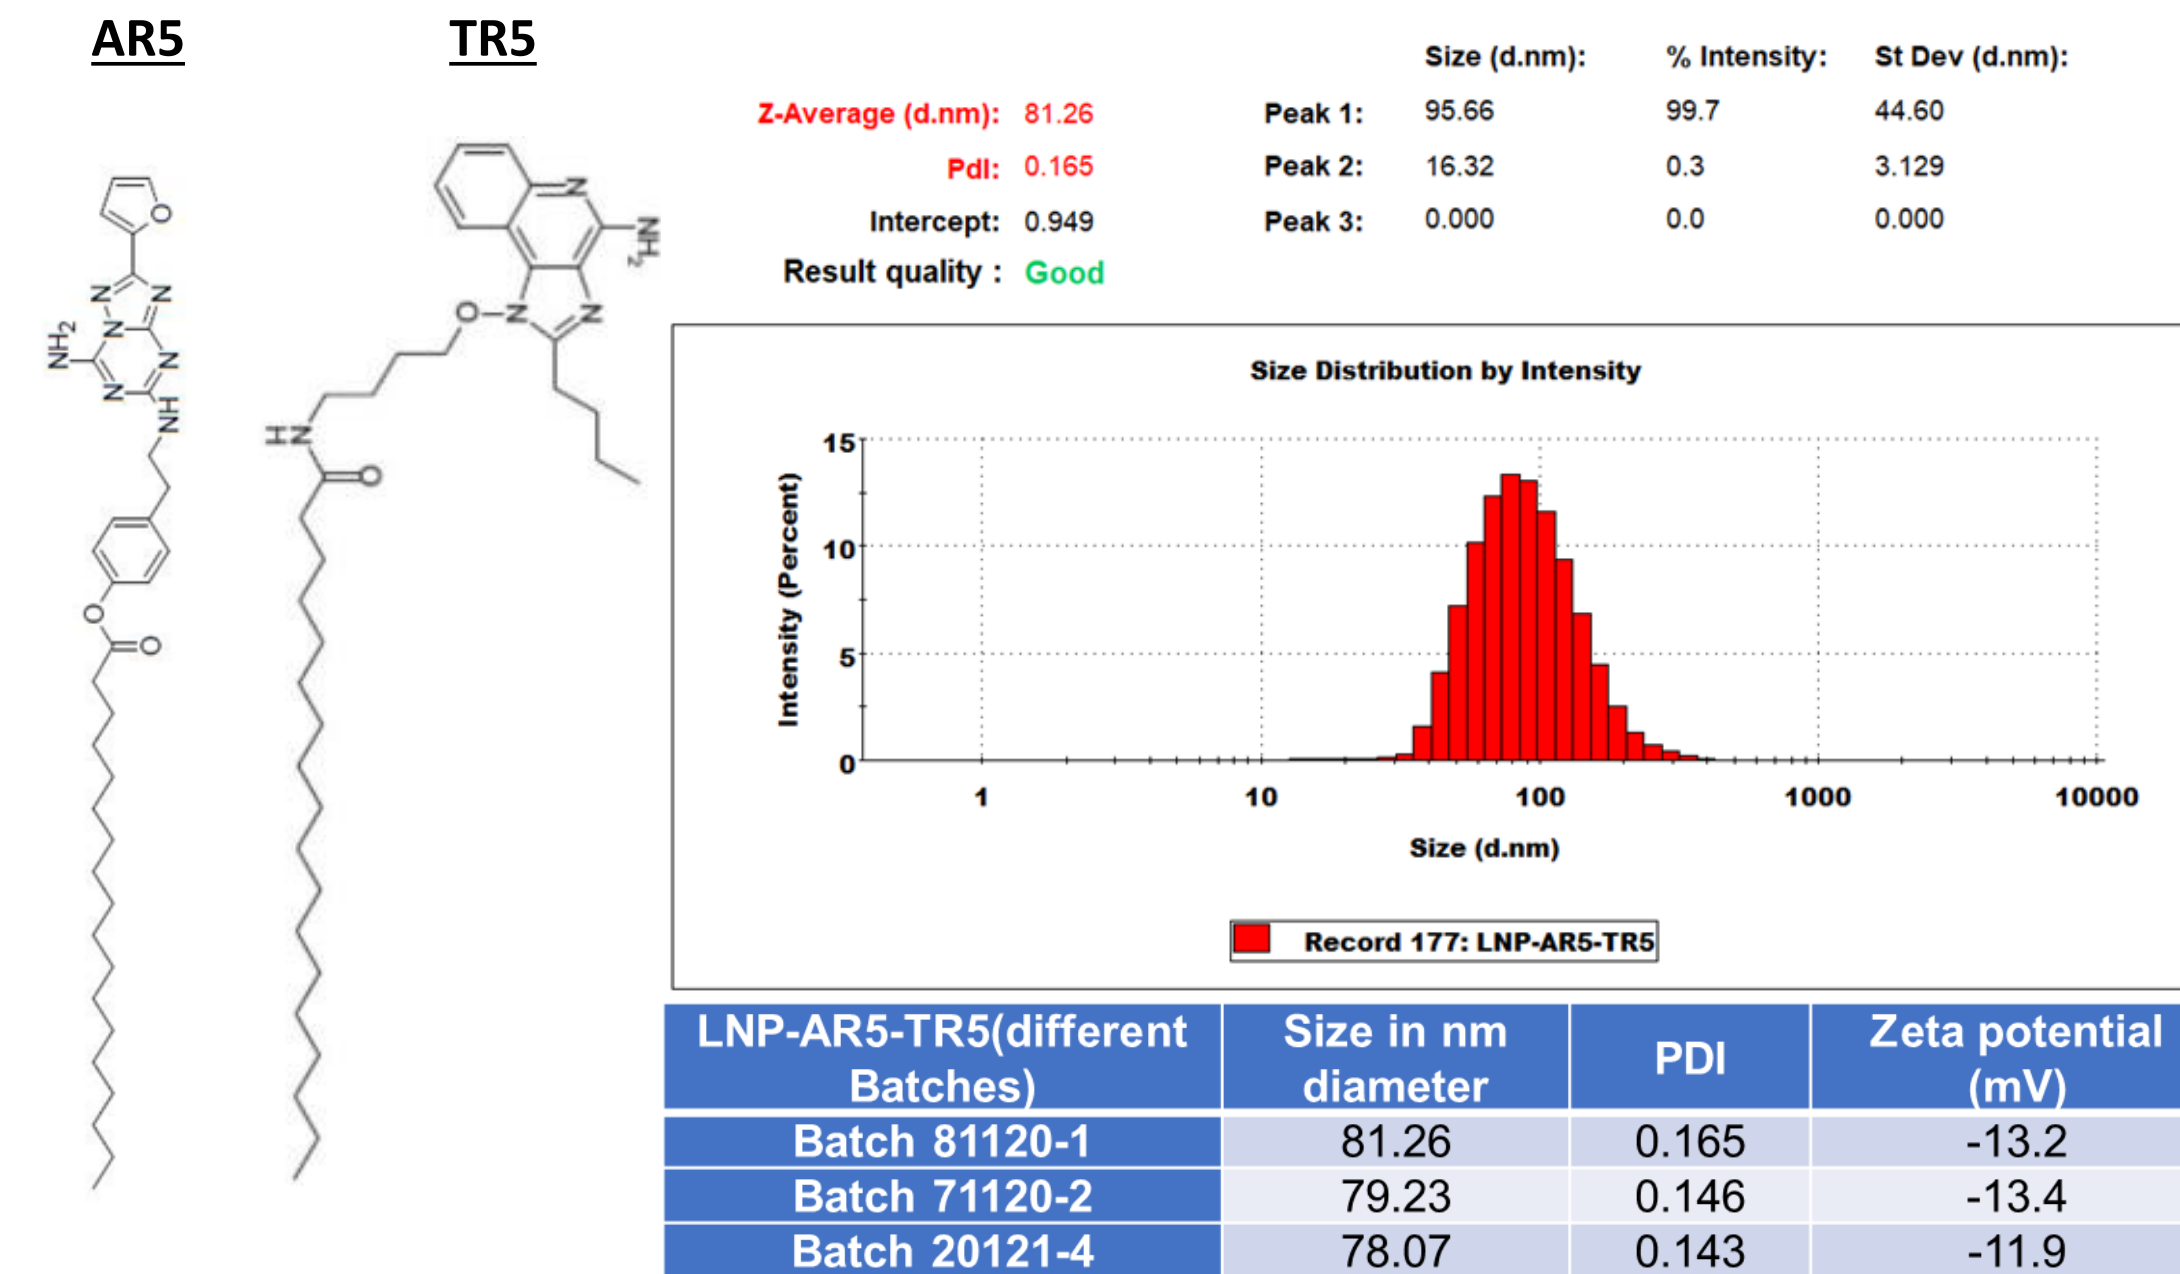 AR5
TR5
O
N
N
N
NH2
N
N
NH
O
O
N
NH2
O
N
N
H
N
O
Size (d.nm): % Intensity: St Dev (d.nm):
Z-Average (d.nm): 81.26 Peak 1: 95.66 99.7 44.60
PdI: 0.165 Peak 2: 16.32 0.3 3.129
Intercept: 0.949 Peak 3: 0.000 0.0 0.000
Result quality : Good
Size Distribution by Intensity
Intensity (Percent)
15
10
5
0
1 10 100 1000 10000
Size (d.nm)
Record 177: LNP-AR5-TR5
LNP-AR5-TR5(different Size in nm PDI Zeta potential
Batches) diameter (mV)
Batch 81120-1 81.26 0.165 -13.2
Batch 71120-2 79.23 0.146 -13.4
Batch 20121-4 78.07 0.143 -11.9